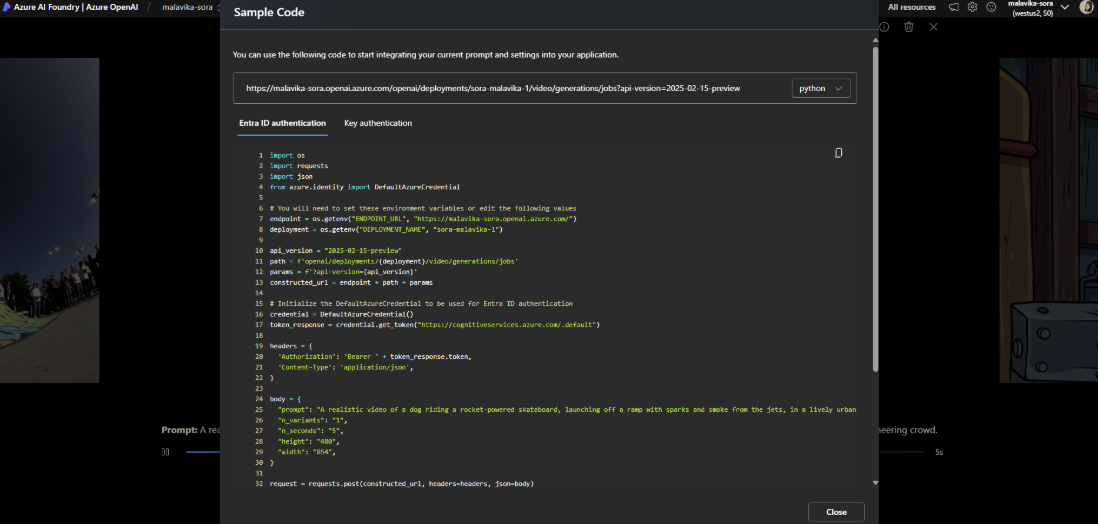 Azure AI Foundry | Azure OpenAI / malavika-sora
All resources
malavika-sora
(westus2, S0)
Sample Code
You can use the following code to start integrating your current prompt and settings into your application.
https://malavika-sora.openai.azure.com/openai/deployments/sora-malavika-1/video/generations/jobs?api-version=2025-02-15-preview
python
Entra ID authentication
Key authentication
1 import os
2 import requests
3 import json
4 from azure.identity import DefaultAzureCredential
5
6 # You will need to set these environment variables or edit the following values
7 endpoint = os.getenv("ENDPOINT_URL", "https://malavika-sora.openai.azure.com/")
8 deployment = os.getenv("DEPLOYMENT_NAME", "sora-malavika-1")
9
10 api_version = "2025-02-15-preview"
11 path = f'openai/deployments/{deployment}/video/generations/jobs'
12 params = f'?api-version={api_version}'
13 constructed_url = endpoint + path + params
14
15 # Initialize the DefaultAzureCredential to be used for Entra ID authentication
16 credential = DefaultAzureCredential()
17 token_response = credential.get_token("https://cognitiveservices.azure.com/.default")
18
19 headers = {
20 'Authorization': 'Bearer ' + token_response.token,
21 'Content-Type': 'application/json',
22 }
23
24 body = {
25 "prompt": "A realistic video of a dog riding a rocket-powered skateboard, launching off a ramp with sparks and smoke from the jets, in a lively urban
26 "n_variants": "1",
27 "n_seconds": "5",
28 "height": "480",
29 "width": "854",
30 }
31
32 request = requests.post(constructed_url, headers=headers, json=body)
Prompt: A rea
neering crowd.
5s
Close